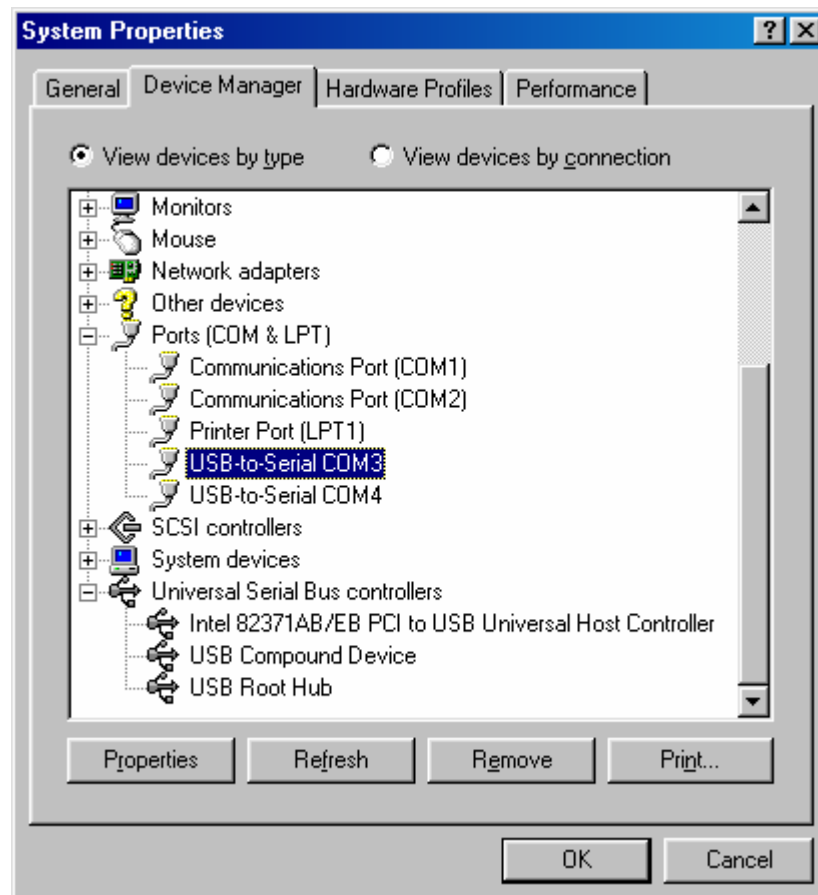 System Properties
General Device Manager Hardware Profiles Performance
View devices by type View devices by connection
Monitors
Mouse
Network adapters
Other devices
Ports (COM & LPT)
Communications Port (COM1)
Communications Port (COM2)
Printer Port (LPT1)
USB-to-Serial COM3
USB-to-Serial COM4
SCSI controllers
System devices
Universal Serial Bus controllers
Intel 82371AB/EB PCI to USB Universal Host Controller
USB Compound Device
USB Root Hub
Properties Refresh Remove Print...
OK Cancel